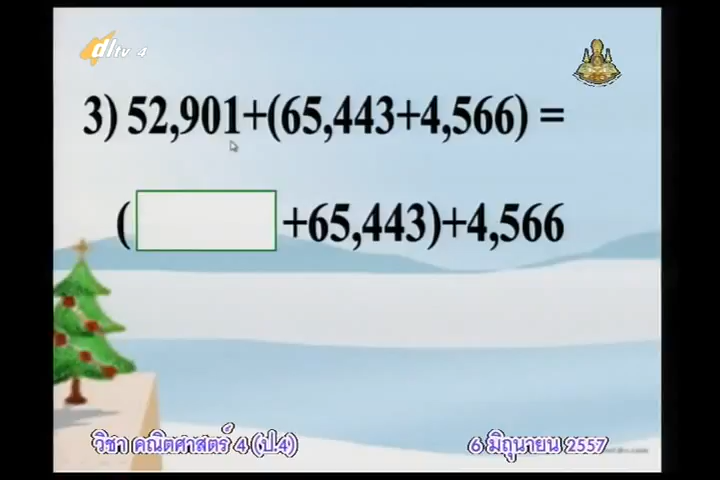 dltv 4
3) 52,901+(65,443+4,566) =
( +65,443)+4,566
วิชา คณิตศาสตร์ 4 (ป.4)
6 มิถุนายน 2557